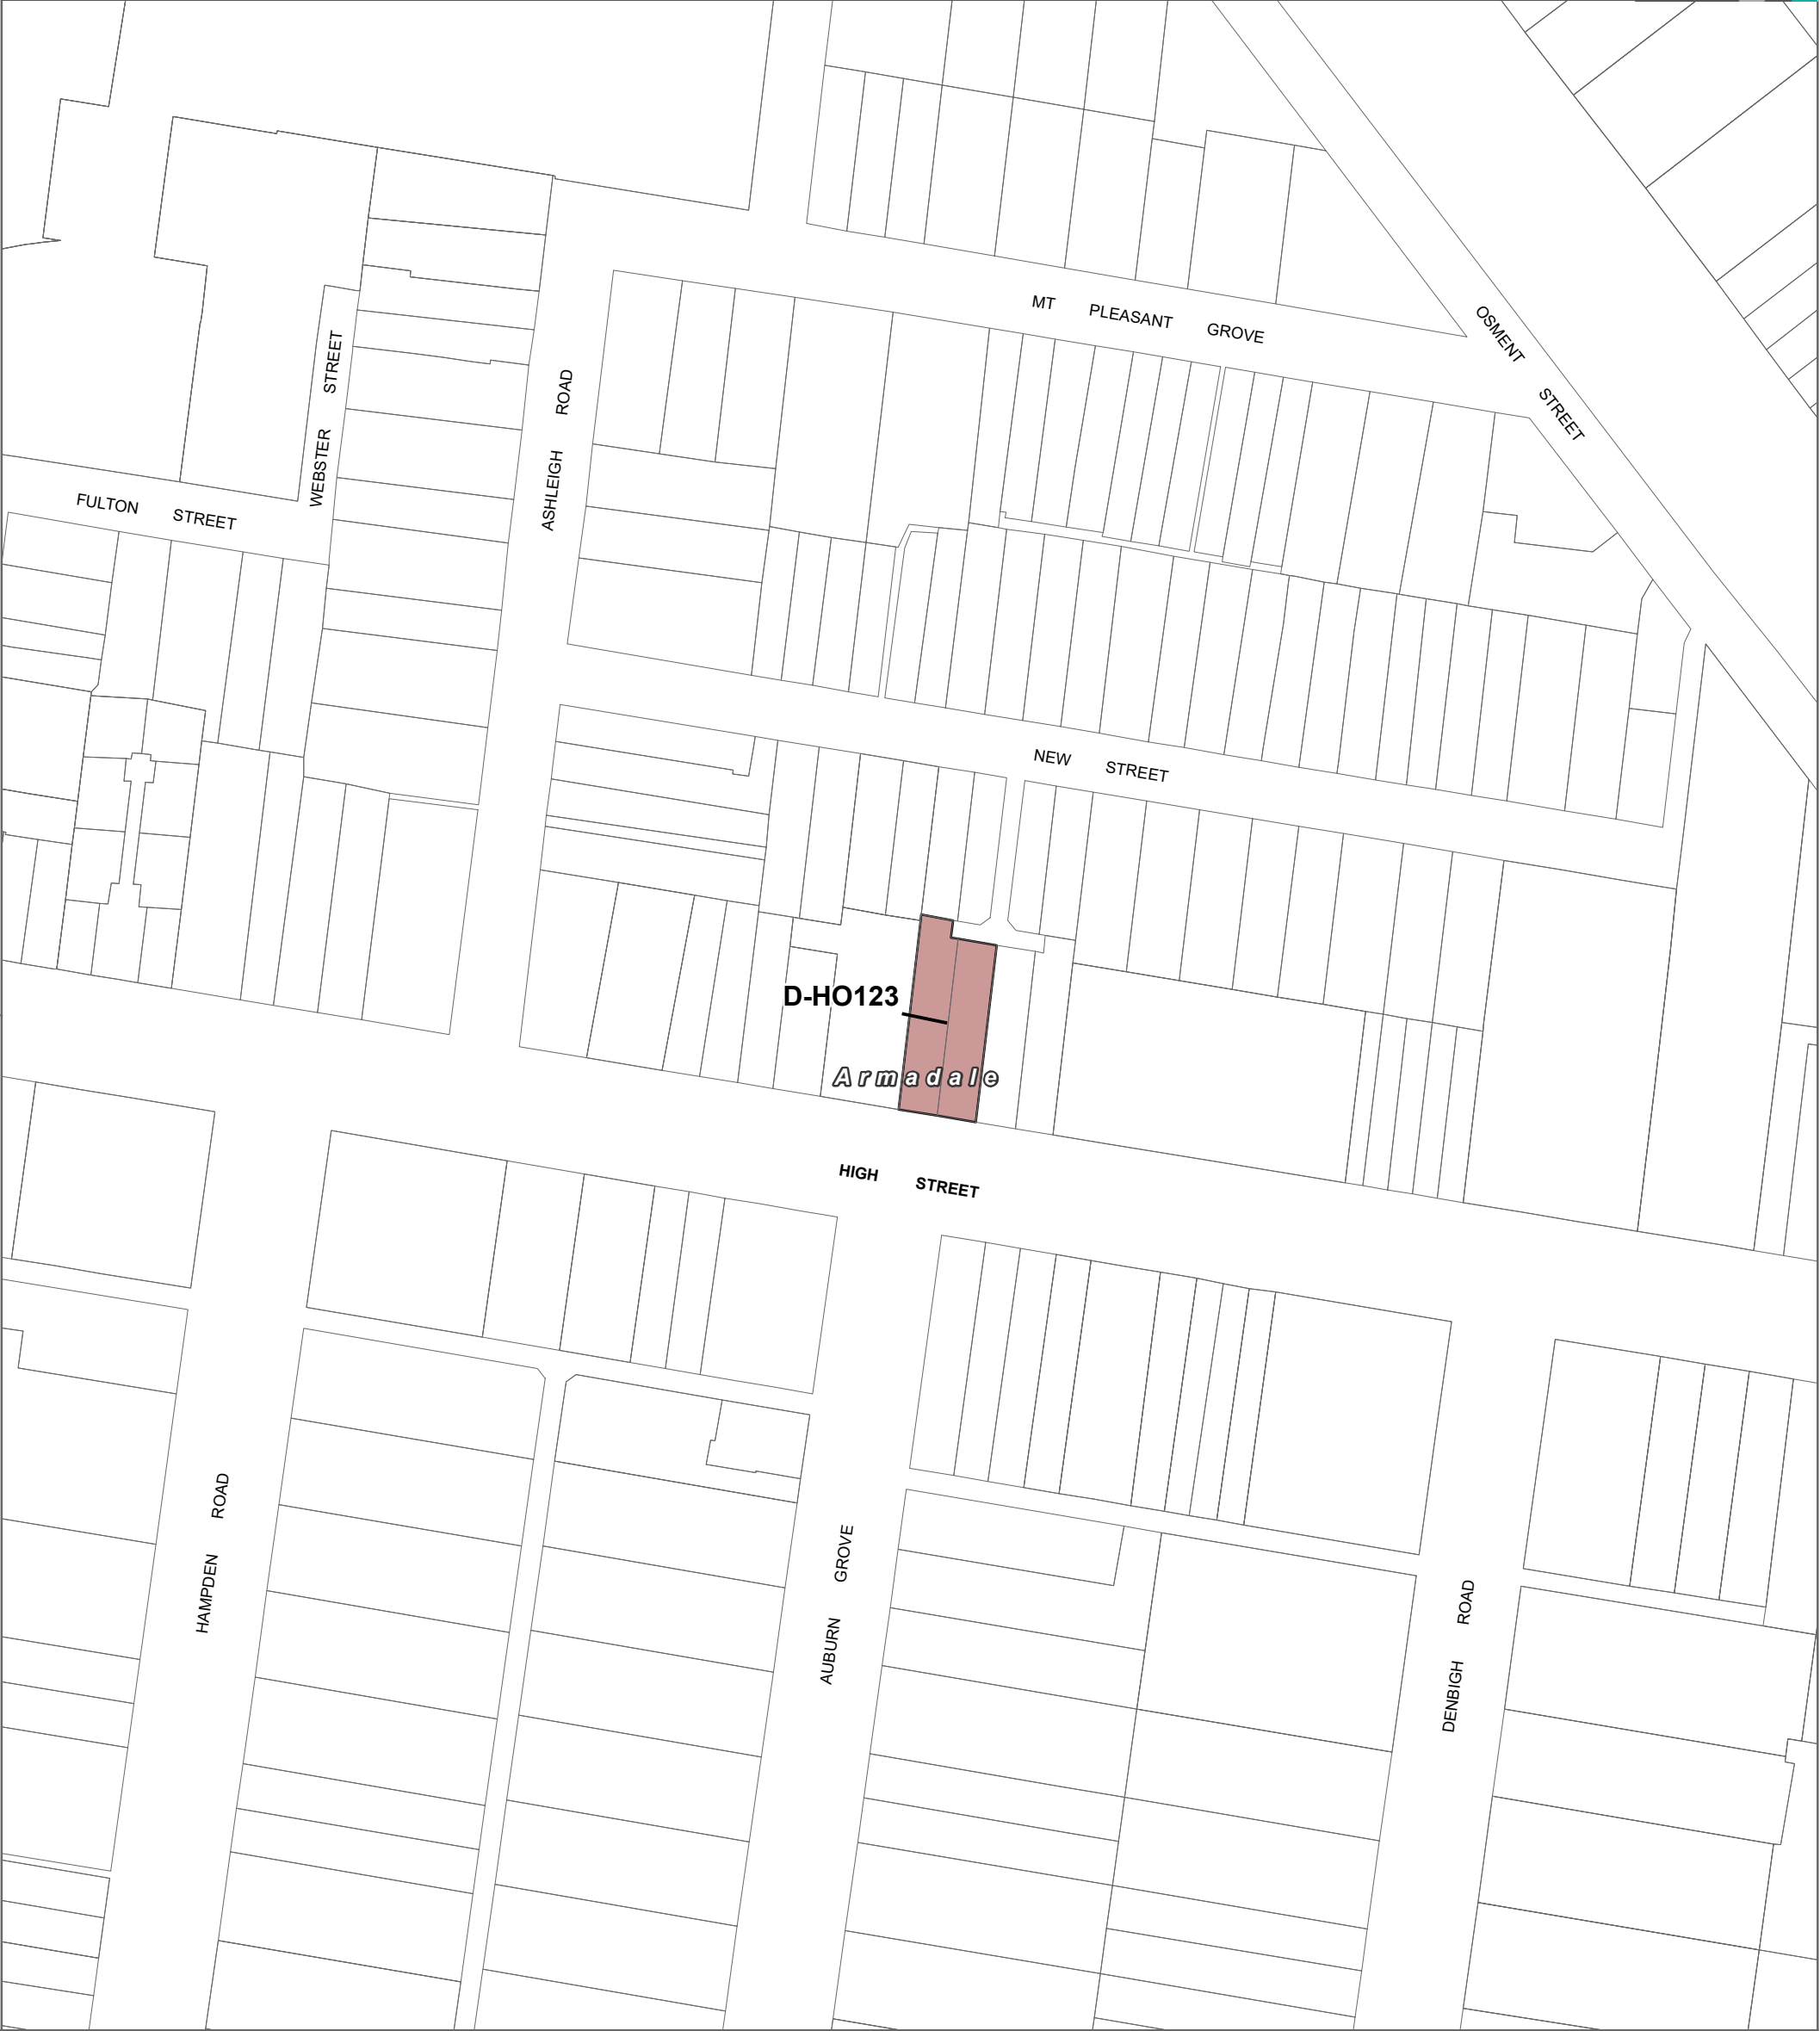 MT PLEASANT GROVE
OSMENT STREET
WEBSTER STREET
ASHLEIGH ROAD
FULTON STREET
NEW STREET
D-HO123
Armadale
HIGH STREET
HAMPDEN ROAD
AUBURN GROVE
DENBIGH ROAD